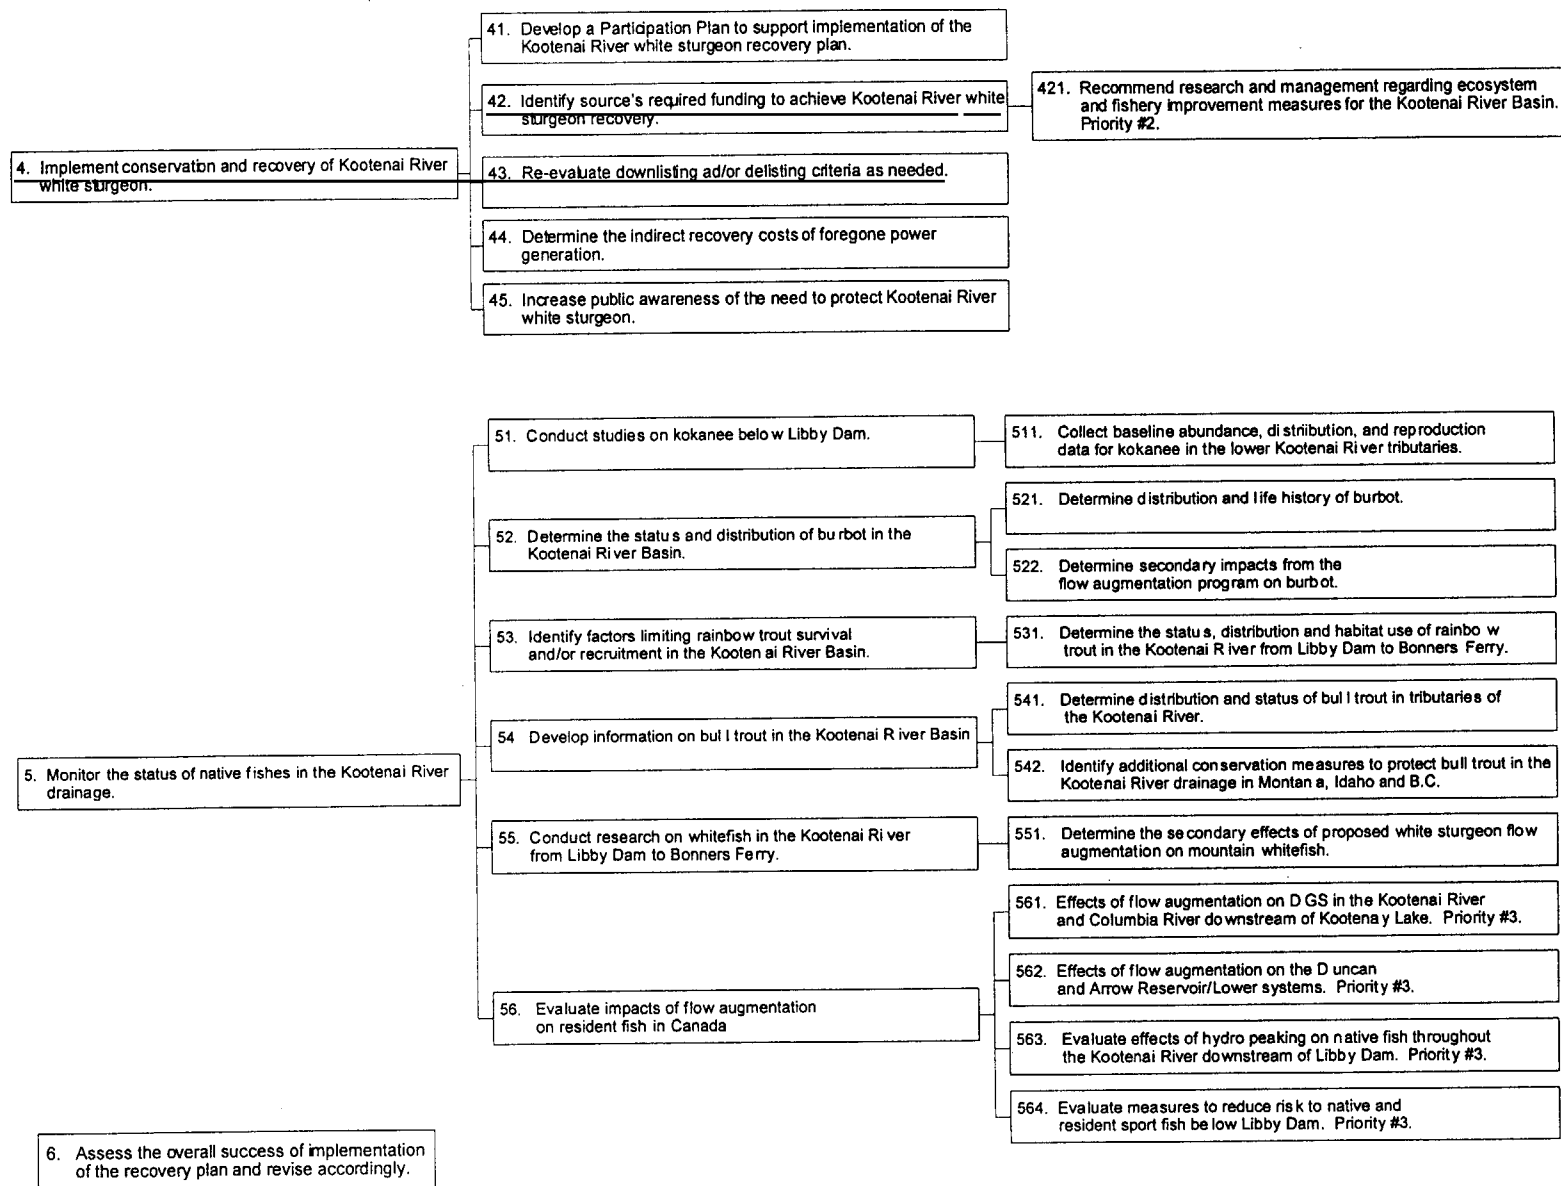 41. Develop a Participation Plan to support implementation of the
Kootenai River white sturgeon recovery plan.
42. Identify source's required funding to achieve Kootenai River white
sturgeon recovery.
421. Recommend research and management regarding ecosystem
and fishery improvement measures for the Kootenai River Basin.
Priority #2.
4. Implement conservation and recovery of Kootenai River
white sturgeon.
43. Re-evaluate downlisting ad/or delisting criteria as needed.
44. Determine the indirect recovery costs of foregone power
generation.
45. Increase public awareness of the need to protect Kootenai River
white sturgeon.
51. Conduct studies on kokanee below Libby Dam.
511. Collect baseline abundance, distriibution, and reproduction
data for kokanee in the lower Kootenai River tributaries.
52. Determine the status and distribution of burbot in the
Kootenai River Basin.
521. Determine distribution and life history of burbot.
522. Determine secondary impacts from the
flow augmentation program on burbot.
53. Identify factors limiting rainbow trout survival
and/or recruitment in the Kootenai River Basin.
531. Determine the status, distribution and habitat use of rainbow
trout in the Kootenai River from Libby Dam to Bonners Ferry.
5. Monitor the status of native fishes in the Kootenai River
drainage.
54 Develop information on bull trout in the Kootenai River Basin
541. Determine distribution and status of bull trout in tributaries of
the Kootenai River.
542. Identify additional conservation measures to protect bull trout in the
Kootenai River drainage in Montana, Idaho and B.C.
55. Conduct research on whitefish in the Kootenai River
from Libby Dam to Bonners Ferry.
551. Determine the secondary effects of proposed white sturgeon flow
augmentation on mountain whitefish.
56. Evaluate impacts of flow augmentation
on resident fish in Canada
561. Effects of flow augmentation on DGS in the Kootenai River
and Columbia River downstream of Kootenay Lake. Priority #3.
562. Effects of flow augmentation on the Duncan
and Arrow Reservoir/Lower systems. Priority #3.
563. Evaluate effects of hydro peaking on native fish throughout
the Kootenai River downstream of Libby Dam. Priority #3.
564. Evaluate measures to reduce risk to native and
resident sport fish below Libby Dam. Priority #3.
6. Assess the overall success of implementation
of the recovery plan and revise accordingly.